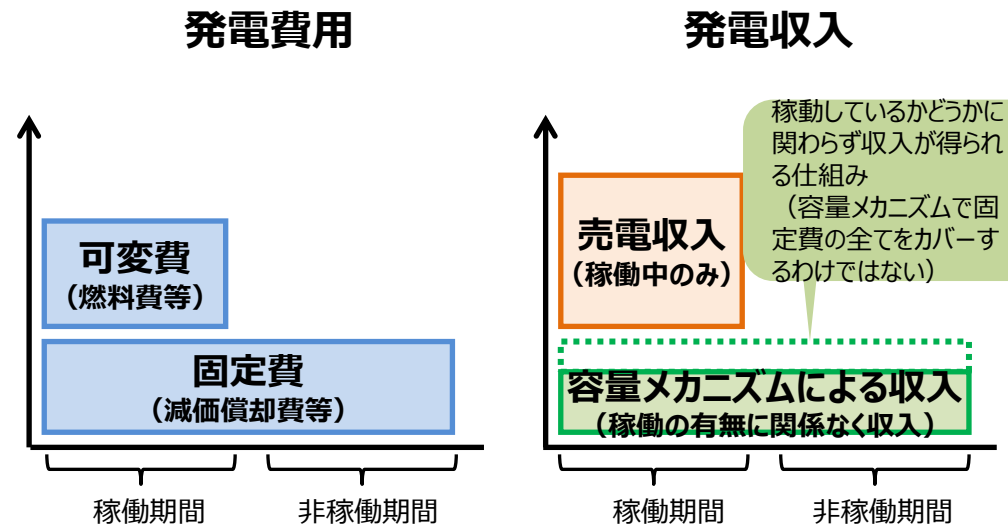 発電費用
可変費
（燃料費等）
固定費
（減価償却費等）
稼働期間
非稼働期間
発電収入
稼働しているかどうかに
関わらず収入が得られ
る仕組み
（容量メカニズムで固
定費の全てをカバーす
るわけではない）
売電収入
（稼働中のみ）
容量メカニズムによる収入
（稼働の有無に関係なく収入）
稼働期間
非稼働期間